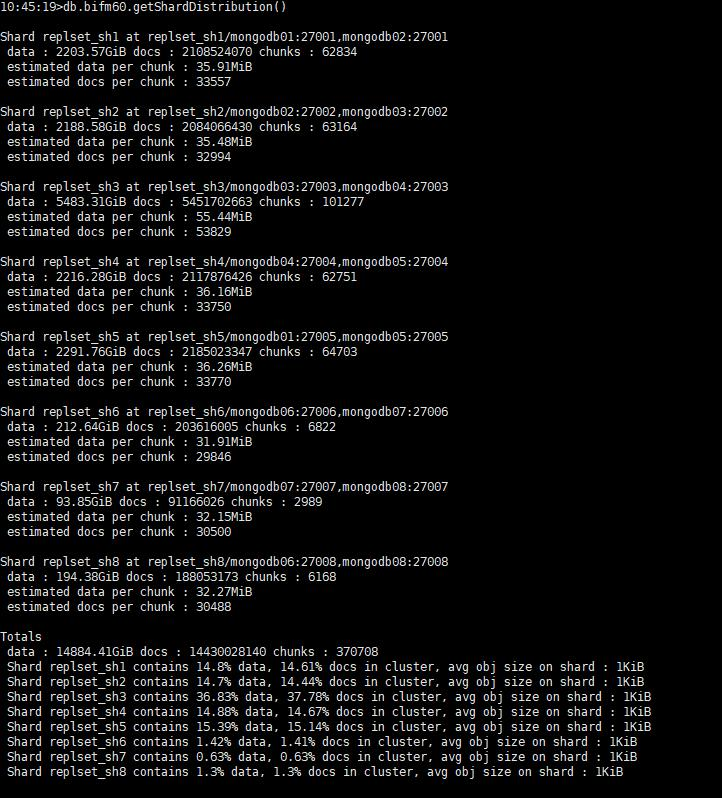 10:45:19>db.bifm60.getShardDistribution()
Shard replset_sh1 at replset_sh1/mongodb01:27001,mongodb02:27001
data : 2203.57GiB docs : 2108524070 chunks : 62834
estimated data per chunk : 35.91MiB
estimated docs per chunk : 33557
Shard replset_sh2 at replset_sh2/mongodb02:27002,mongodb03:27002
data : 2188.58GiB docs : 2084066430 chunks : 63164
estimated data per chunk : 35.48MiB
estimated docs per chunk : 32994
Shard replset_sh3 at replset_sh3/mongodb03:27003,mongodb04:27003
data : 5483.31GiB docs : 5451702663 chunks : 101277
estimated data per chunk : 55.44MiB
estimated docs per chunk : 53829
Shard replset_sh4 at replset_sh4/mongodb04:27004,mongodb05:27004
data : 2216.28GiB docs : 2117876426 chunks : 62751
estimated data per chunk : 36.16MiB
estimated docs per chunk : 33750
Shard replset_sh5 at replset_sh5/mongodb01:27005,mongodb05:27005
data : 2291.76GiB docs : 2185023347 chunks : 64703
estimated data per chunk : 36.26MiB
estimated docs per chunk : 33770
Shard replset_sh6 at replset_sh6/mongodb06:27006,mongodb07:27006
data : 212.64GiB docs : 203616005 chunks : 6822
estimated data per chunk : 31.91MiB
estimated docs per chunk : 29846
Shard replset_sh7 at replset_sh7/mongodb07:27007,mongodb08:27007
data : 93.85GiB docs : 91166026 chunks : 2989
estimated data per chunk : 32.15MiB
estimated docs per chunk : 30500
Shard replset_sh8 at replset_sh8/mongodb06:27008,mongodb08:27008
data : 194.38GiB docs : 188053173 chunks : 6168
estimated data per chunk : 32.27MiB
estimated docs per chunk : 30488
Totals
data : 14884.41GiB docs : 14430028140 chunks : 370708
Shard replset_sh1 contains 14.8% data, 14.61% docs in cluster, avg obj size on shard : 1KiB
Shard replset_sh2 contains 14.7% data, 14.44% docs in cluster, avg obj size on shard : 1KiB
Shard replset_sh3 contains 36.83% data, 37.78% docs in cluster, avg obj size on shard : 1KiB
Shard replset_sh4 contains 14.88% data, 14.67% docs in cluster, avg obj size on shard : 1KiB
Shard replset_sh5 contains 15.39% data, 15.14% docs in cluster, avg obj size on shard : 1KiB
Shard replset_sh6 contains 1.42% data, 1.41% docs in cluster, avg obj size on shard : 1KiB
Shard replset_sh7 contains 0.63% data, 0.63% docs in cluster, avg obj size on shard : 1KiB
Shard replset_sh8 contains 1.3% data, 1.3% docs in cluster, avg obj size on shard : 1KiB